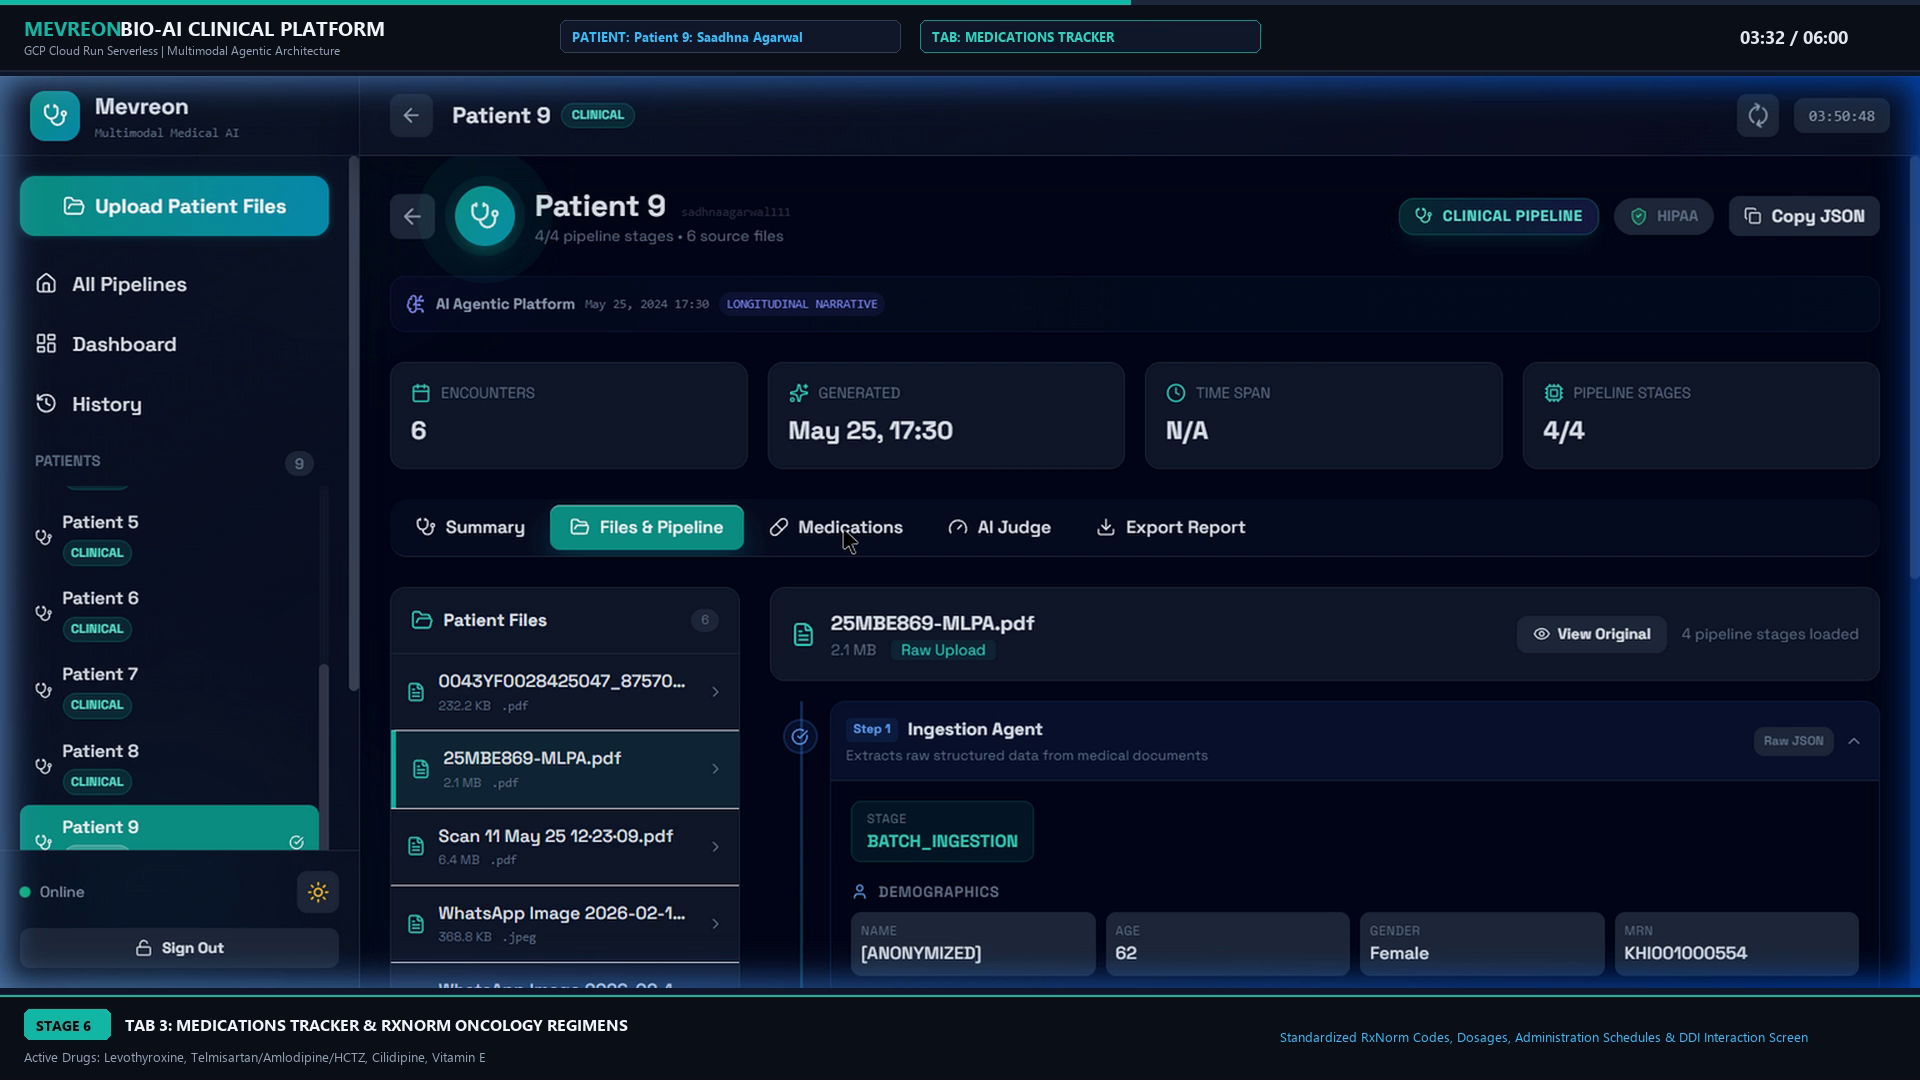 MEVREONBIO-AI CLINICAL PLATFORM
GCP Cloud Run Serverless | Multimodal Agentic Architecture
PATIENT: Patient 9: Saadhna Agarwal
TAB: MEDICATIONS TRACKER
03:32 / 06:00
Mevreon
Multimodal Medical AI
Patient 9
CLINICAL
03:50:48
Upload Patient Files
All Pipelines
Dashboard
History
PATIENTS
9
Patient 5
CLINICAL
Patient 6
CLINICAL
Patient 7
CLINICAL
Patient 8
CLINICAL
Patient 9
Online
Sign Out
Patient 9
sadhnaagarwal111
4/4 pipeline stages • 6 source files
CLINICAL PIPELINE
HIPAA
Copy JSON
AI Agentic Platform
May 25, 2024 17:30
LONGITUDINAL NARRATIVE
ENCOUNTERS
6
GENERATED
May 25, 17:30
TIME SPAN
N/A
PIPELINE STAGES
4/4
Summary
Files & Pipeline
Medications
AI Judge
Export Report
Patient Files
6
0043YF0028425047_87570...
232.2 KB .pdf
25MBE869-MLPA.pdf
2.1 MB .pdf
Scan 11 May 25 12·23·09.pdf
6.4 MB .pdf
WhatsApp Image 2026-02-1...
368.8 KB .jpeg
25MBE869-MLPA.pdf
2.1 MB
Raw Upload
View Original
4 pipeline stages loaded
Step 1
Ingestion Agent
Extracts raw structured data from medical documents
Raw JSON
STAGE
BATCH_INGESTION
DEMOGRAPHICS
NAME
[ANONYMIZED]
AGE
62
GENDER
Female
MRN
KHI001000554
STAGE 6
TAB 3: MEDICATIONS TRACKER & RXNORM ONCOLOGY REGIMENS
Active Drugs: Levothyroxine, Telmisartan/Amlodipine/HCTZ, Cilidipine, Vitamin E
Standardized RxNorm Codes, Dosages, Administration Schedules & DDI Interaction Screen